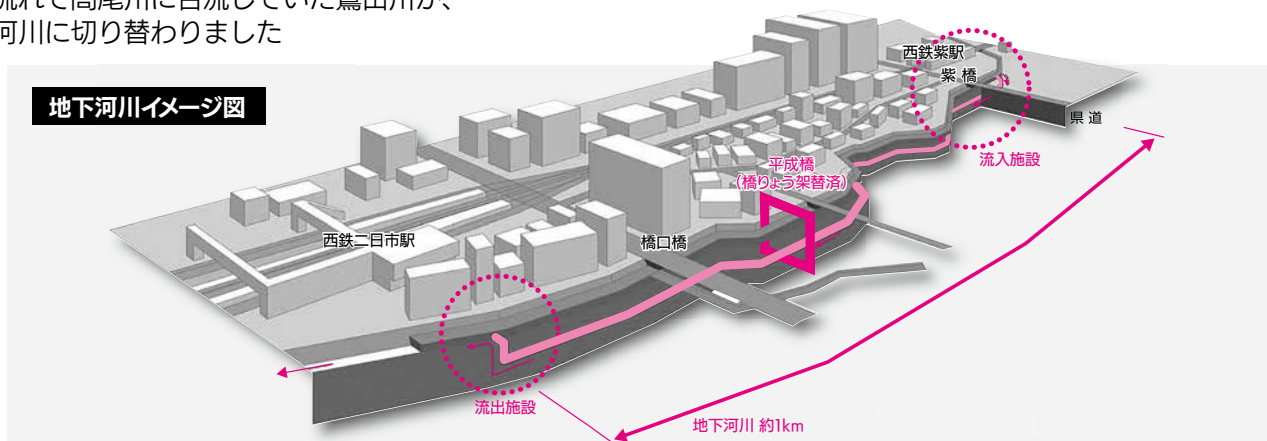 流れて高尾川に合流していた鷺田川が、
河川に切り替わりました
地下河川イメージ図
西鉄紫駅
紫 橋
県 道
流入施設
平成橋
（橋りょう架替済）
西鉄二日市駅
橋口橋
流出施設
地下河川 約1km